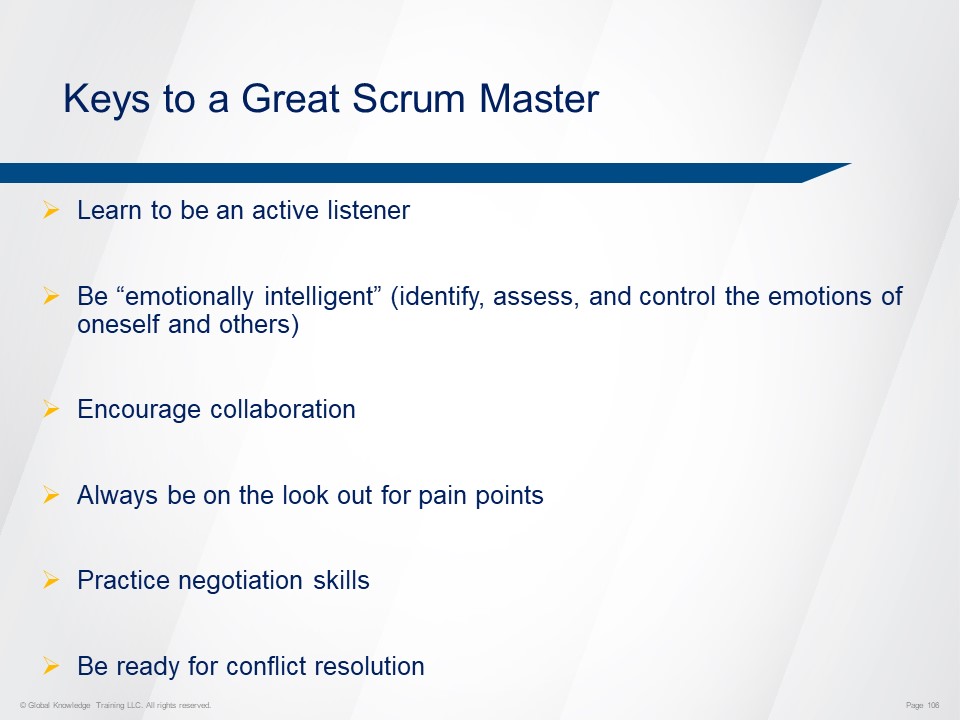 Keys to a Great Scrum Master
Learn to be an active listener
Be “emotionally intelligent” (identify, assess, and control the emotions of
oneself and others)
Encourage collaboration
Always be on the look out for pain points
Practice negotiation skills
Be ready for conflict resolution
© Global Knowledge Training LLC. All rights reserved.
Page 106